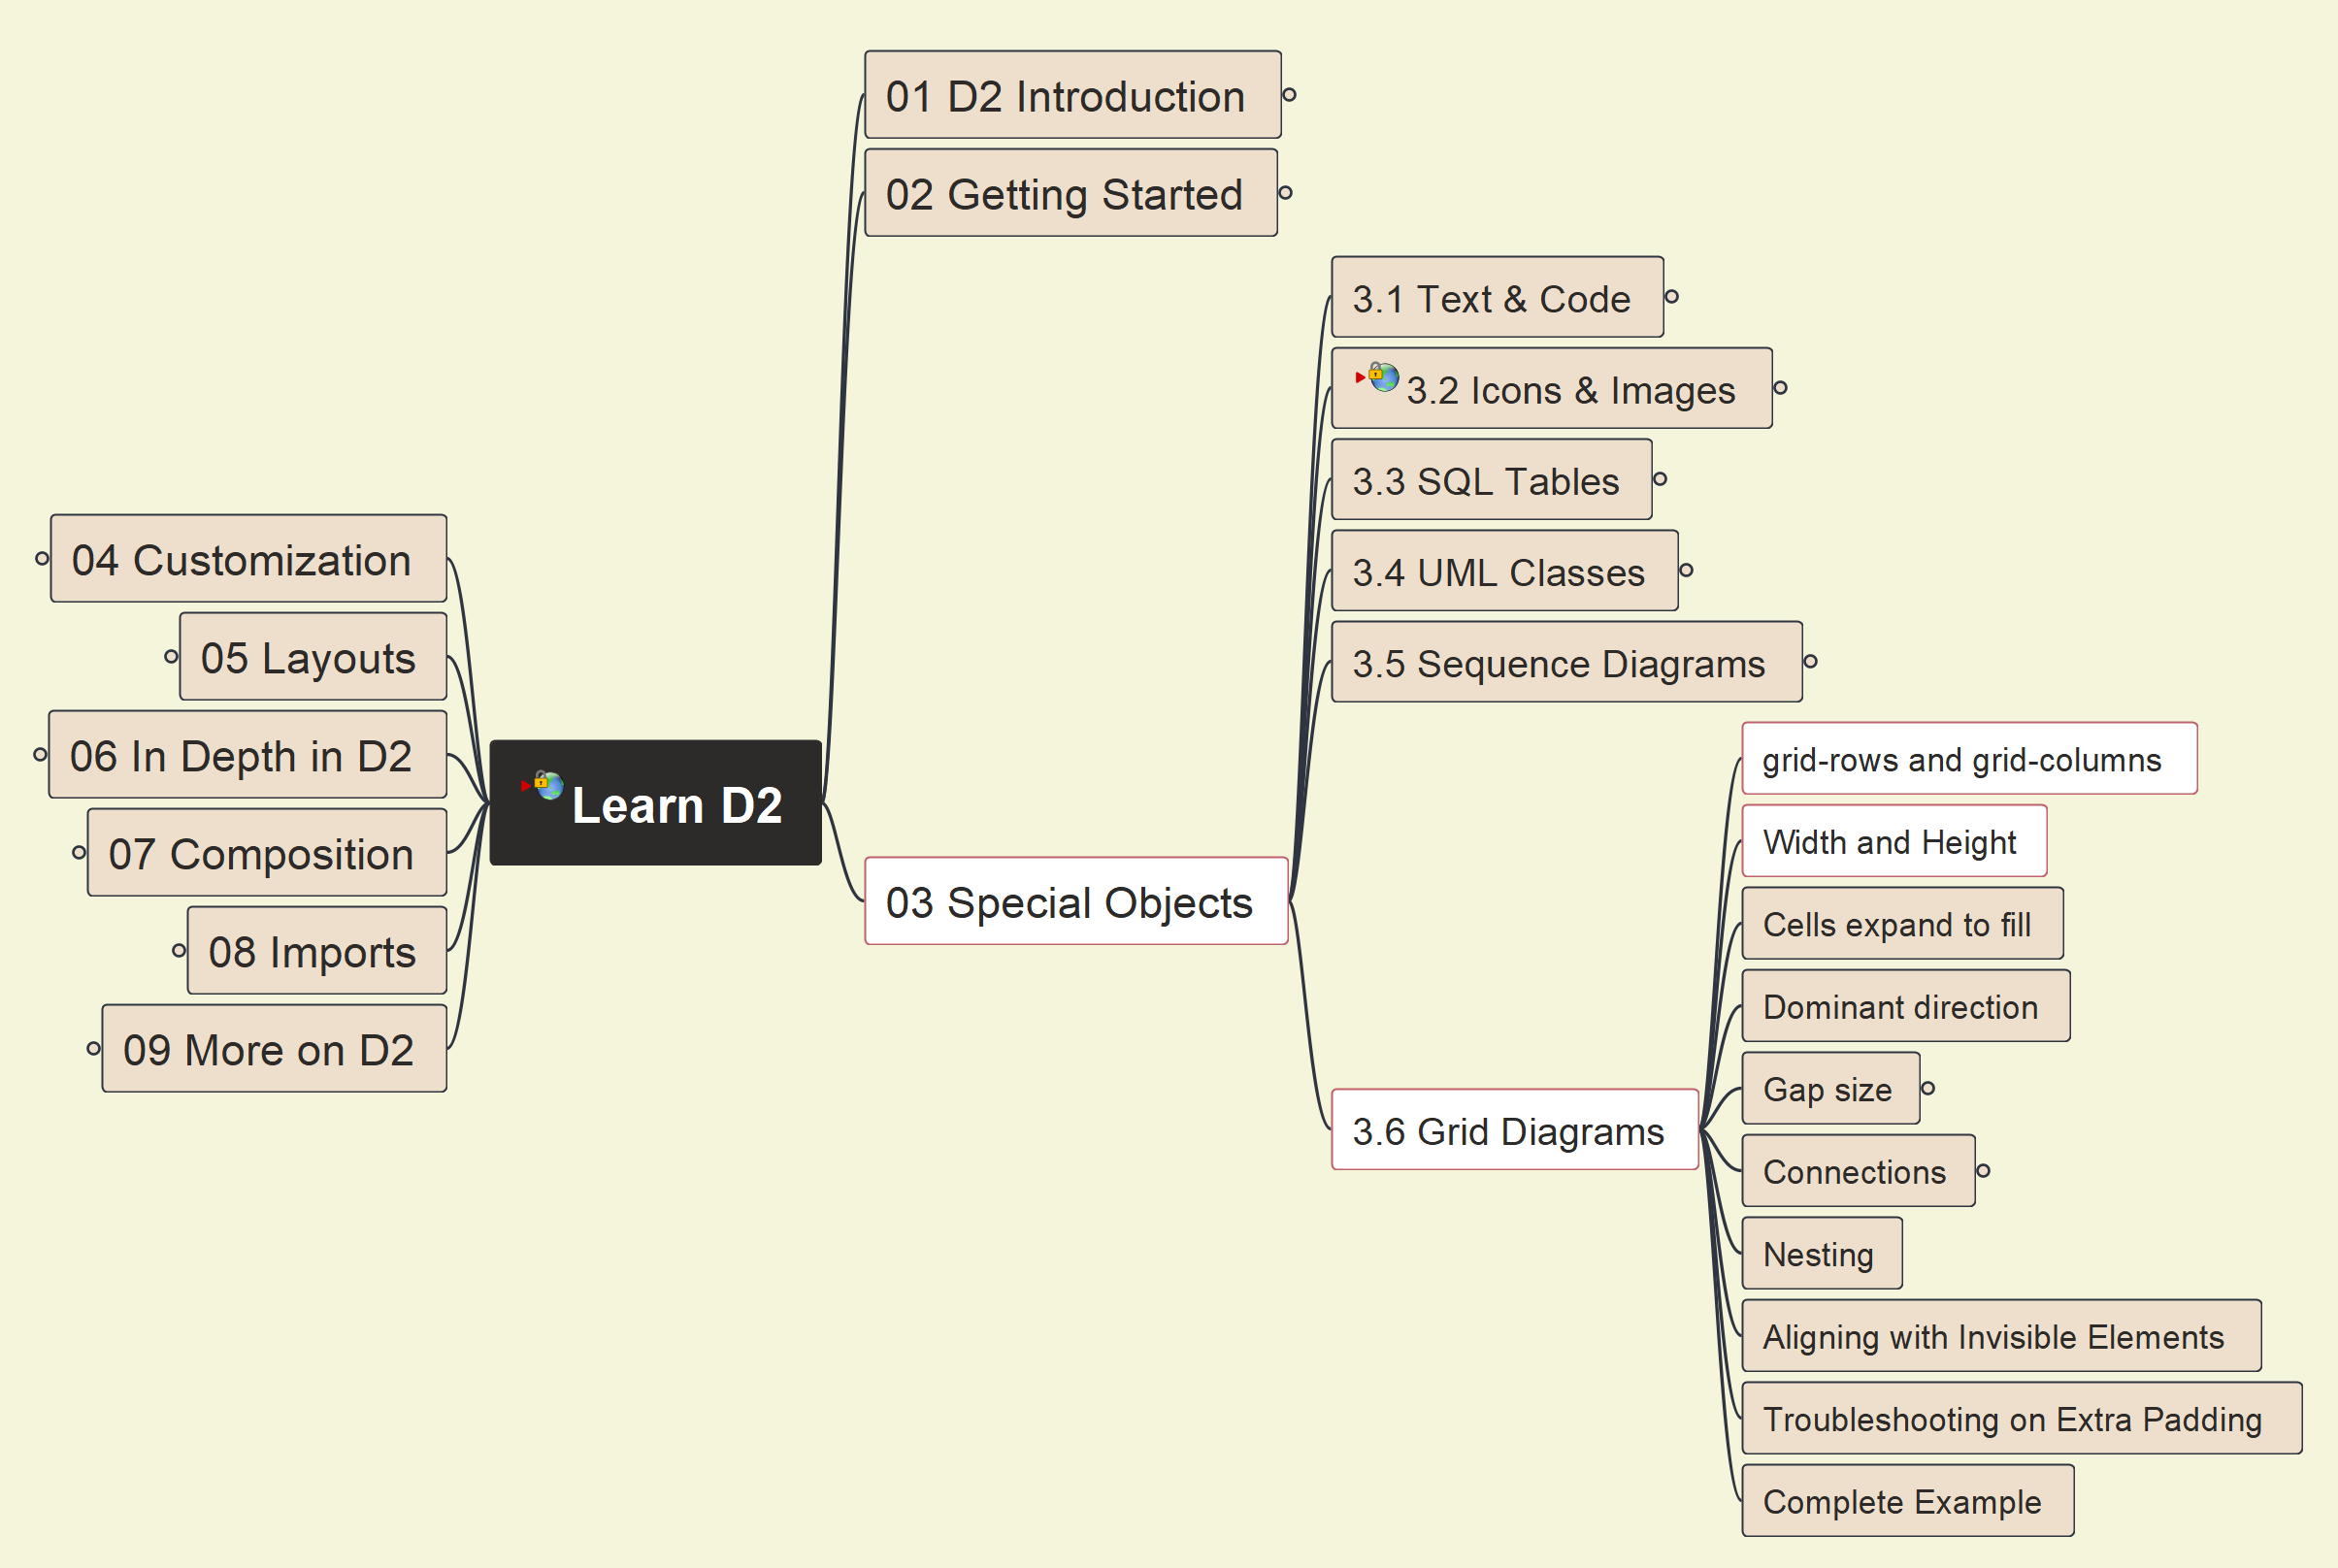 01 D2 Introduction
02 Getting Started
3.1 Text & Code
3.2 Icons & Images
3.3 SQL Tables
3.4 UML Classes
3.5 Sequence Diagrams
04 Customization
05 Layouts
06 In Depth in D2
07 Composition
08 Imports
09 More on D2
Learn D2
03 Special Objects
3.6 Grid Diagrams
grid-rows and grid-columns
Width and Height
Cells expand to fill
Dominant direction
Gap size
Connections
Nesting
Aligning with Invisible Elements
Troubleshooting on Extra Padding
Complete Example